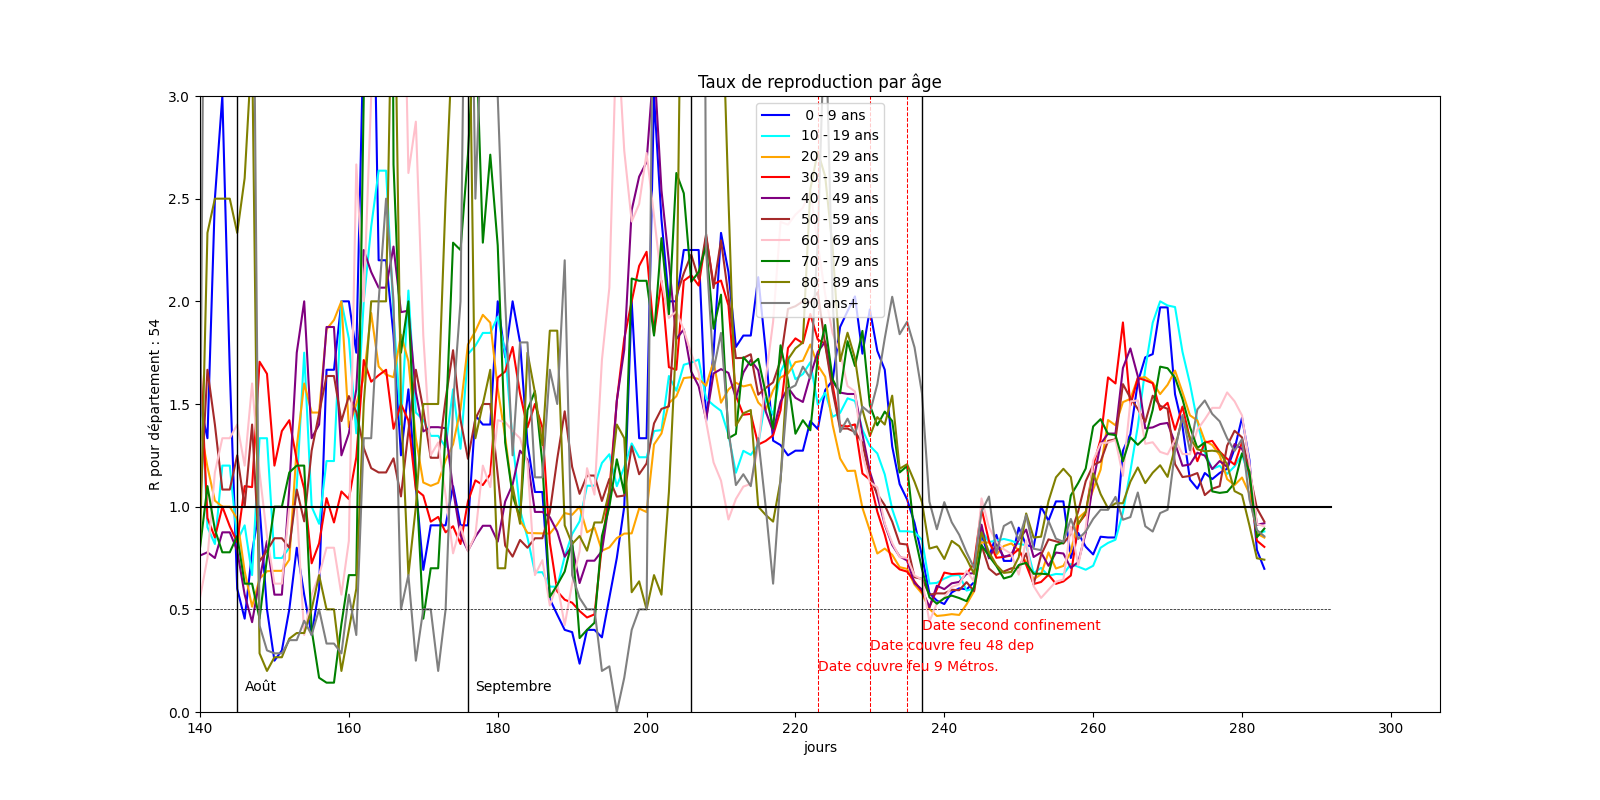 Taux de reproduction par âge
3.0
2.5
2.0
1.5
1.0
0.5
0.0
R pour département : 54
0 - 9 ans
10 - 19 ans
20 - 29 ans
30 - 39 ans
40 - 49 ans
50 - 59 ans
60 - 69 ans
70 - 79 ans
80 - 89 ans
90 ans+
Date second confinement
Date couvre feu 48 dep
Date couvre feu 9 Métros.
Août
Septembre
140
160
180
200
220
240
260
280
300
jours